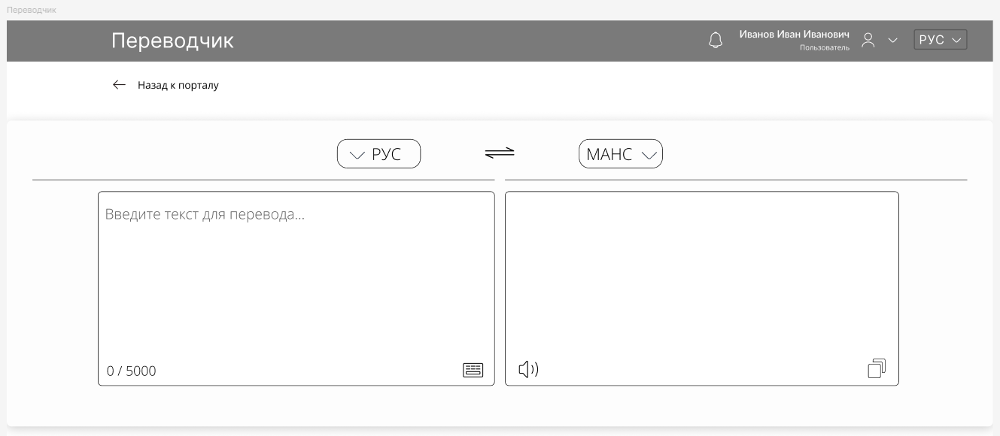 Переводчик
Переводчик
Иванов Иван Иванович
Пользователь
РУС
Назад к порталу
РУС
МАНС
Введите текст для перевода...
0 / 5000